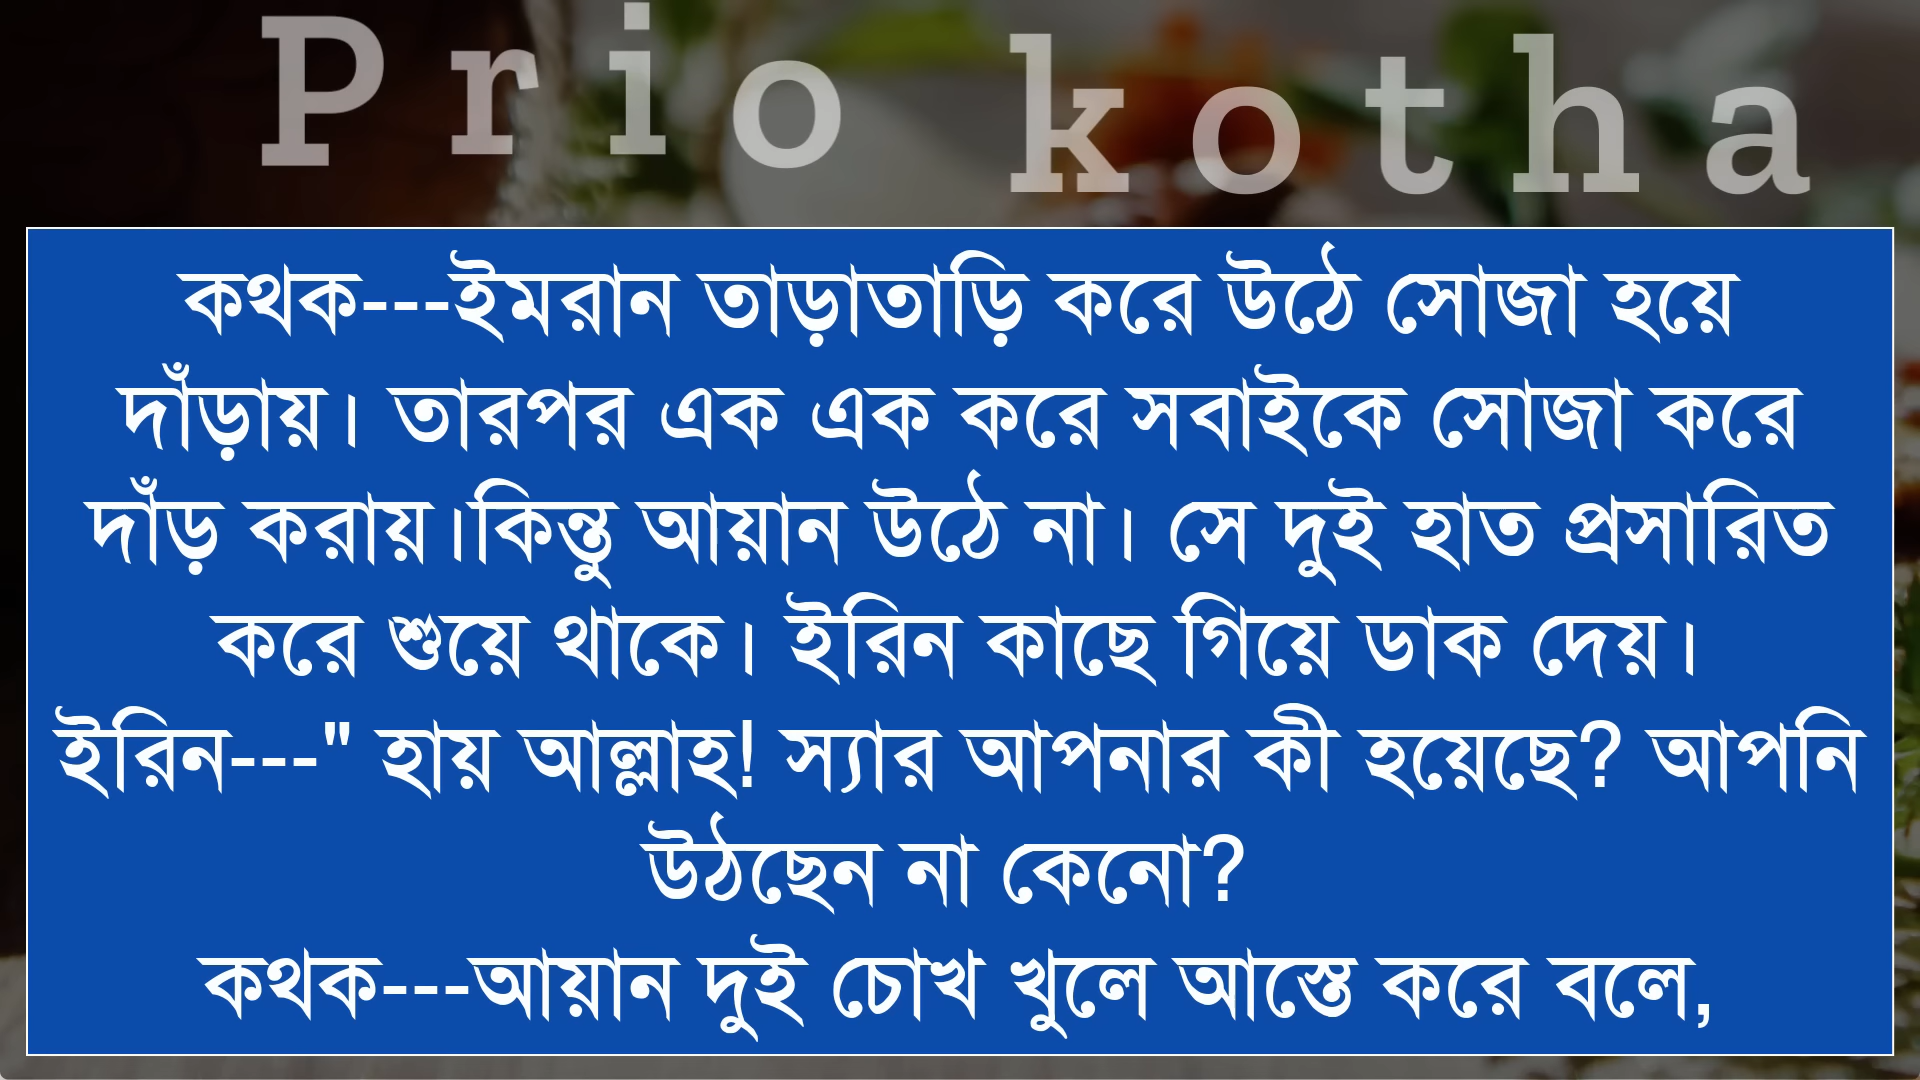 Prio kotha
কথক---ইমরান তাড়াতাড়ি করে উঠে সোজা হয়ে
দাঁড়ায়। তারপর এক এক করে সবাইকে সোজা করে
দাঁড় করায়।কিন্তু আয়ান উঠে না। সে দুই হাত প্রসারিত
করে শুয়ে থাকে। ইরিন কাছে গিয়ে ডাক দেয়।
ইরিন---" হায় আল্লাহ! স্যার আপনার কী হয়েছে? আপনি
উঠছেন না কেনো?
কথক---আয়ান দুই চোখ খুলে আস্তে করে বলে,